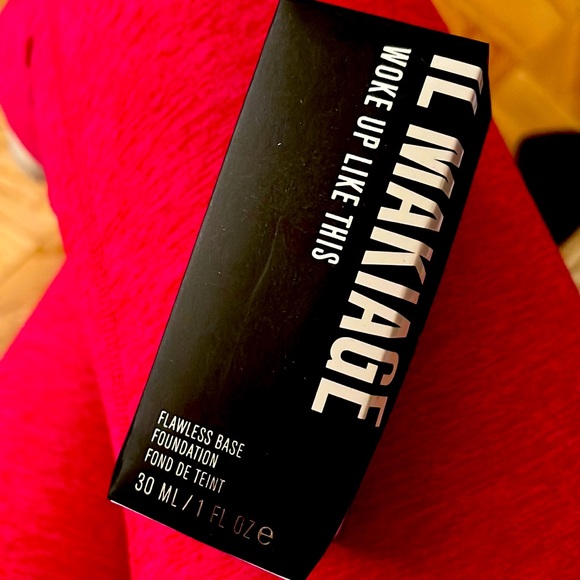 IL MAKIAGE
WOKE UP LIKE THIS
FLAWLESS BASE
FOUNDATION
FOND DE TEINT
30 ML / 1 FL OZ e